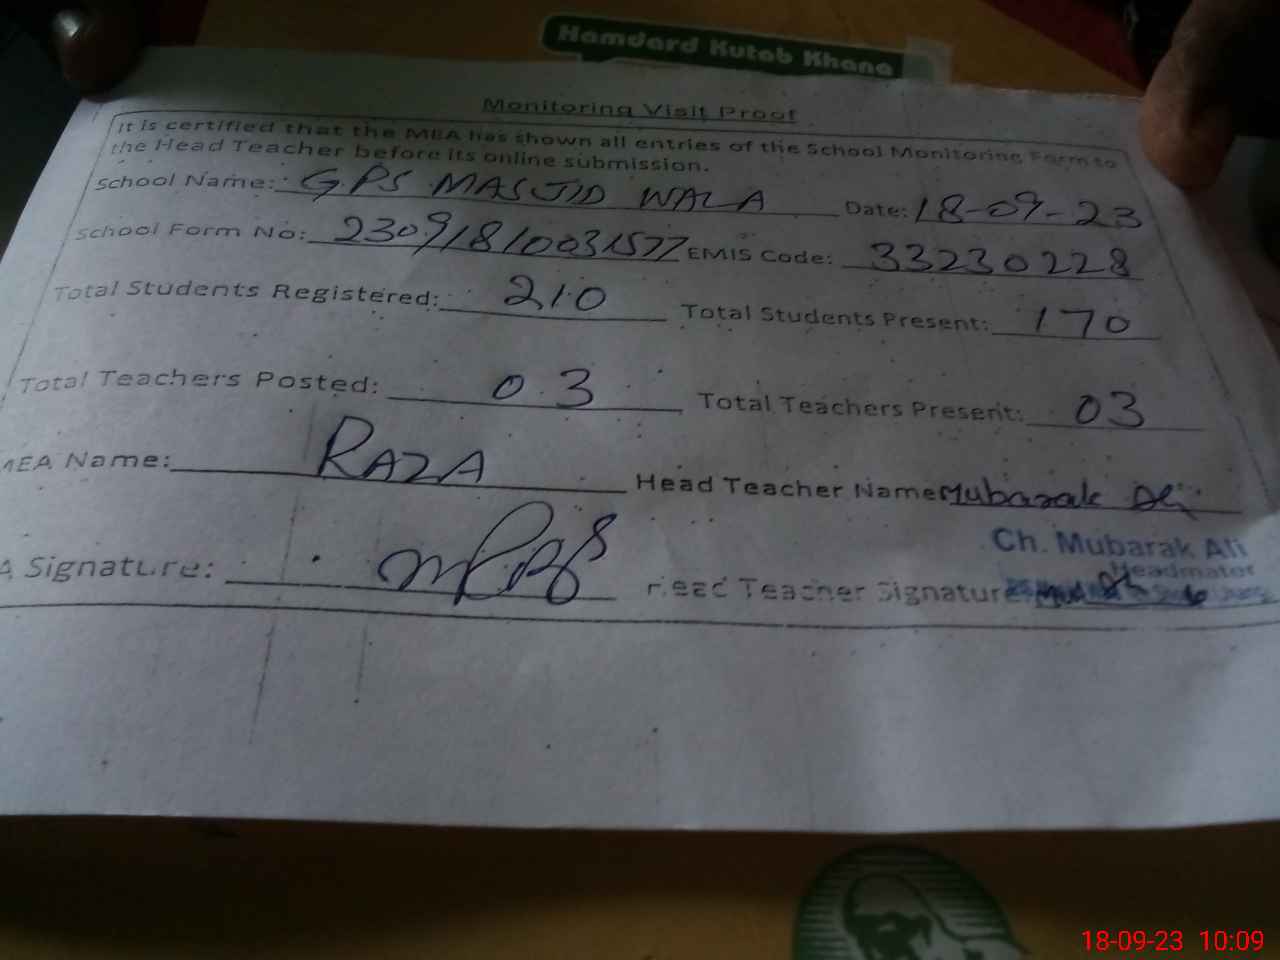 Hamdard Kutab Khana
Monitoring Visit Proof
It is certified that the MEA has shown all entries of the School Monitoring Form to
the Head Teacher before its online submission.
School Name: GPS MASJID WALA Date: 18-09-23
School Form No: 23091810031577 EMIS Code: 33230228
Total Students Registered: 210 Total Students Present: 170
Total Teachers Posted: 03 Total Teachers Present: 03
MEA Name: RAZA Head Teacher Name Mubarak Ali
Ch. Mubarak Ali
Headmater
A Signature: Head Teacher Signature
18-09-23 10:09